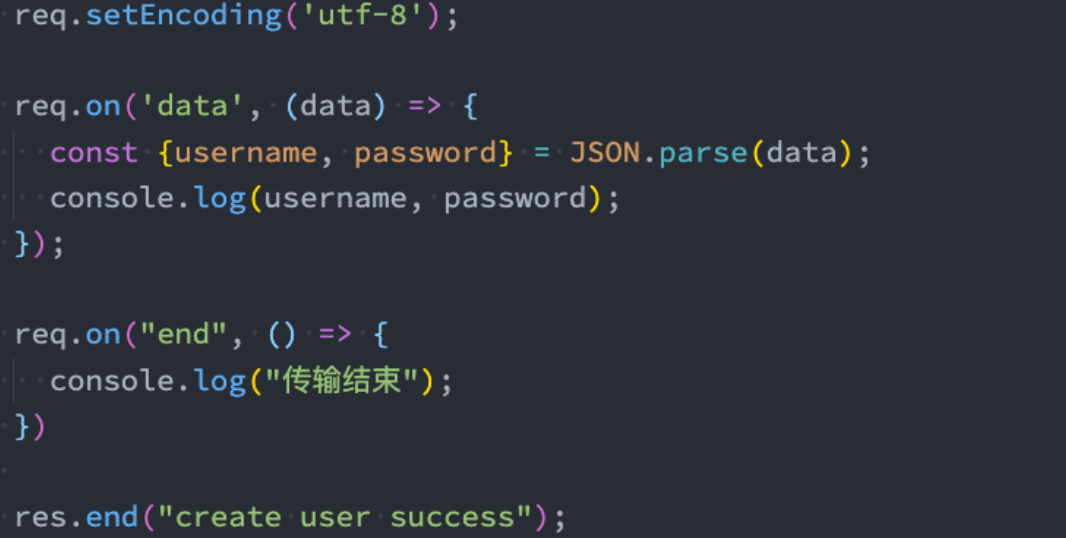 req.setEncoding('utf-8');
req.on('data', (data) => {
const {username, password} = JSON.parse(data);
console.log(username, password);
});
req.on("end", () => {
console.log("传输结束");
})
res.end("create user success");